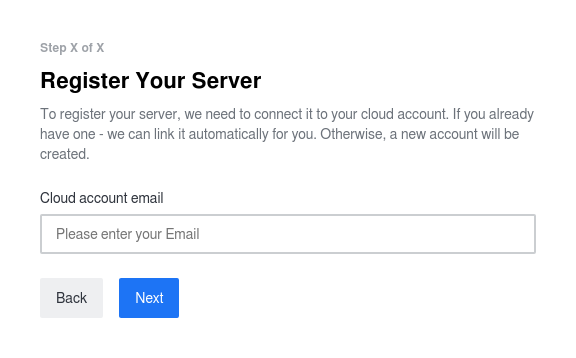 Step X of X
Register Your Server
To register your server, we need to connect it to your cloud account. If you already
have one - we can link it automatically for you. Otherwise, a new account will be
created.
Cloud account email
Please enter your Email
Back Next